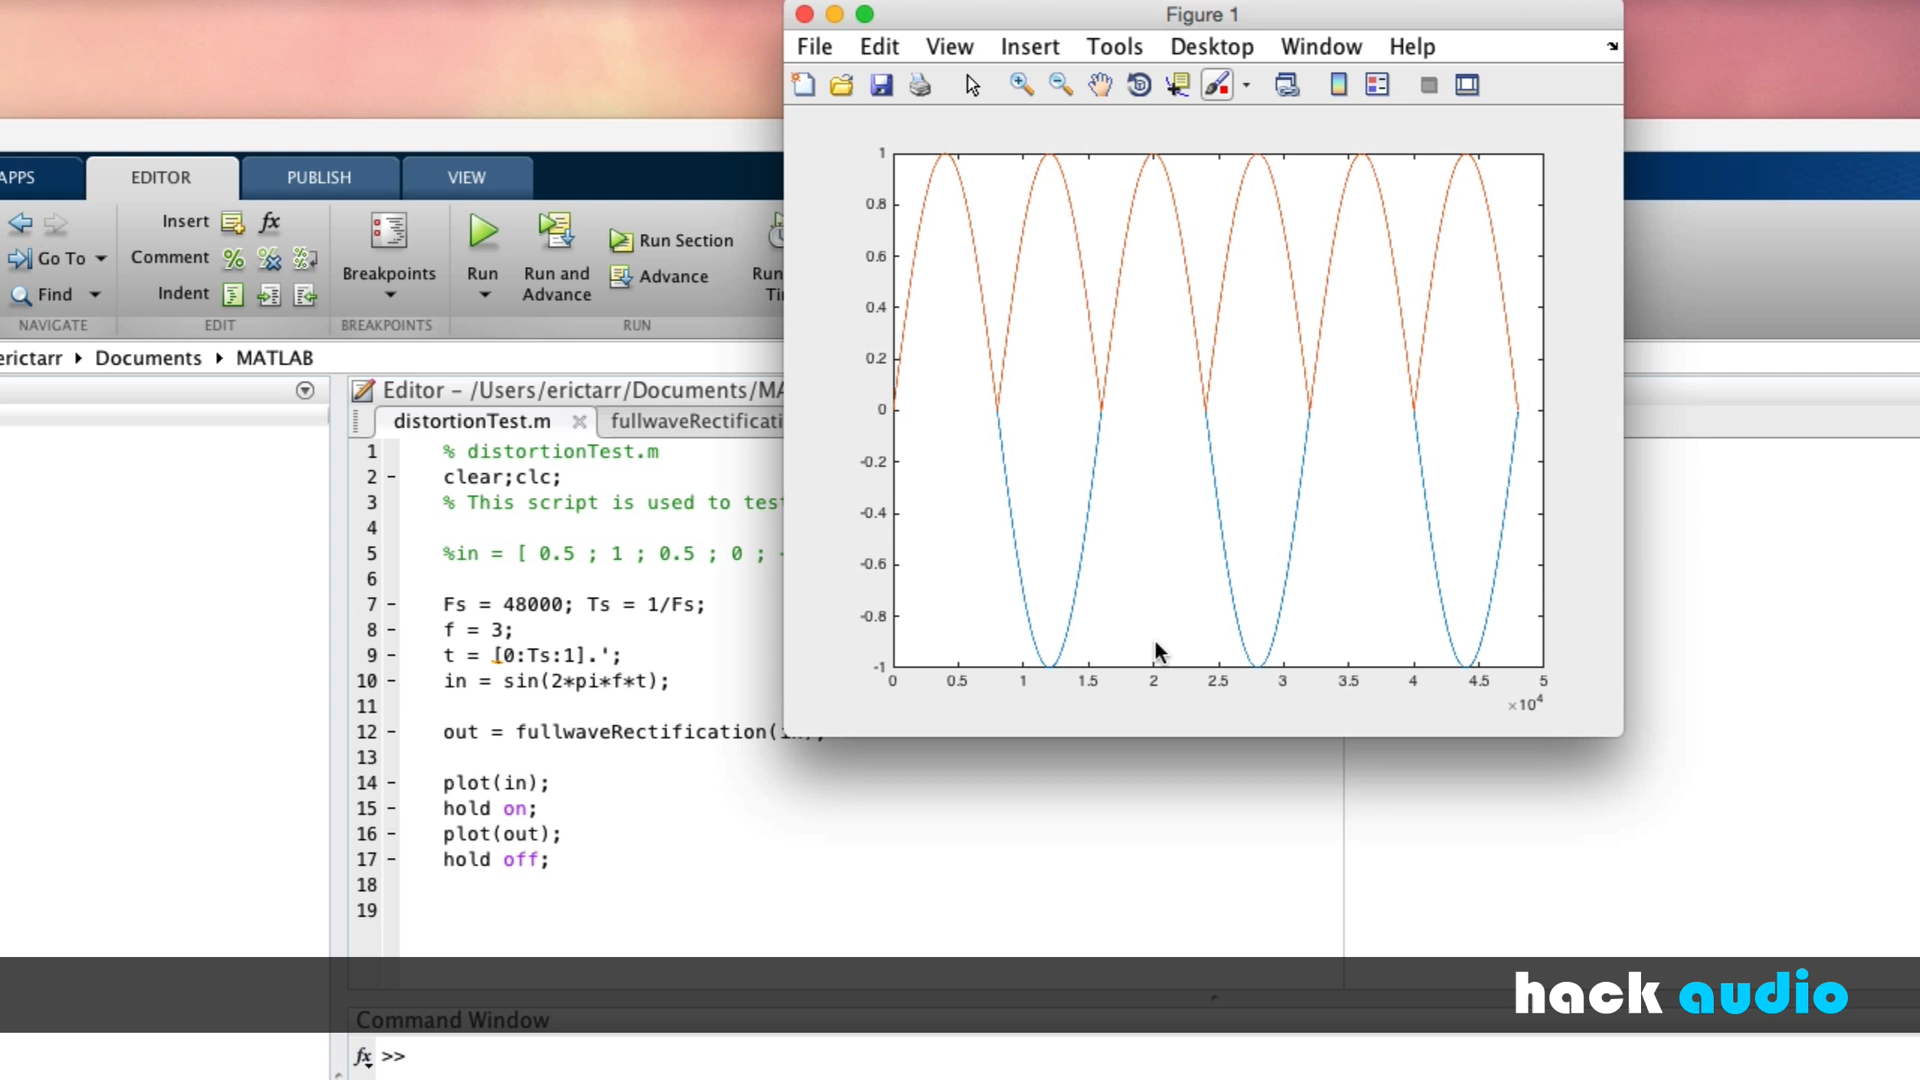 Figure 1
File Edit View Insert Tools Desktop Window Help
APPS EDITOR PUBLISH VIEW
Insert fx
Go To Comment
Find Indent
Breakpoints Run Run and Advance Run Section Advance Run
NAVIGATE EDIT BREAKPOINTS RUN
erictarr Documents MATLAB
Editor – /Users/erictarr/Documents/MA
distortionTest.m fullwaveRectificati
1 % distortionTest.m
2 - clear;clc;
3 % This script is used to test
4
5 %in = [ 0.5 ; 1 ; 0.5 ; 0 ; -
6
7 - Fs = 48000; Ts = 1/Fs;
8 - f = 3;
9 - t = [0:Ts:1].';
10 - in = sin(2*pi*f*t);
11
12 - out = fullwaveRectification(in);
13
14 - plot(in);
15 - hold on;
16 - plot(out);
17 - hold off;
18
19
1
0.8
0.6
0.4
0.2
0
-0.2
-0.4
-0.6
-0.8
-1
0 0.5 1 1.5 2 2.5 3 3.5 4 4.5 5
×10⁴
hack audio
Command Window
fx >>